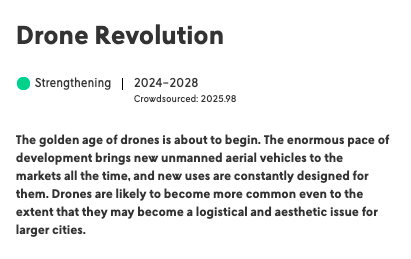 Drone Revolution
Strengthening | 2024–2028
Crowdsourced: 2025.98
The golden age of drones is about to begin. The enormous pace of
development brings new unmanned aerial vehicles to the
markets all the time, and new uses are constantly designed for
them. Drones are likely to become more common even to the
extent that they may become a logistical and aesthetic issue for
larger cities.